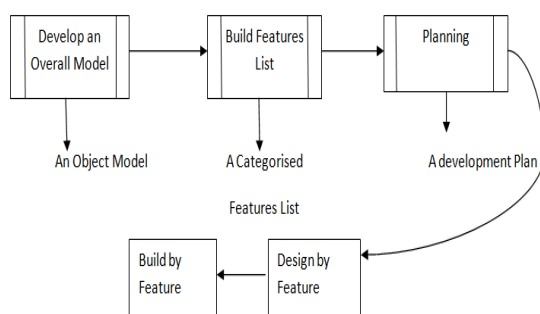 Develop an
Overall Model
Build Features
List
Planning
An Object Model
A Categorised
Features List
A development Plan
Build by
Feature
Design by
Feature